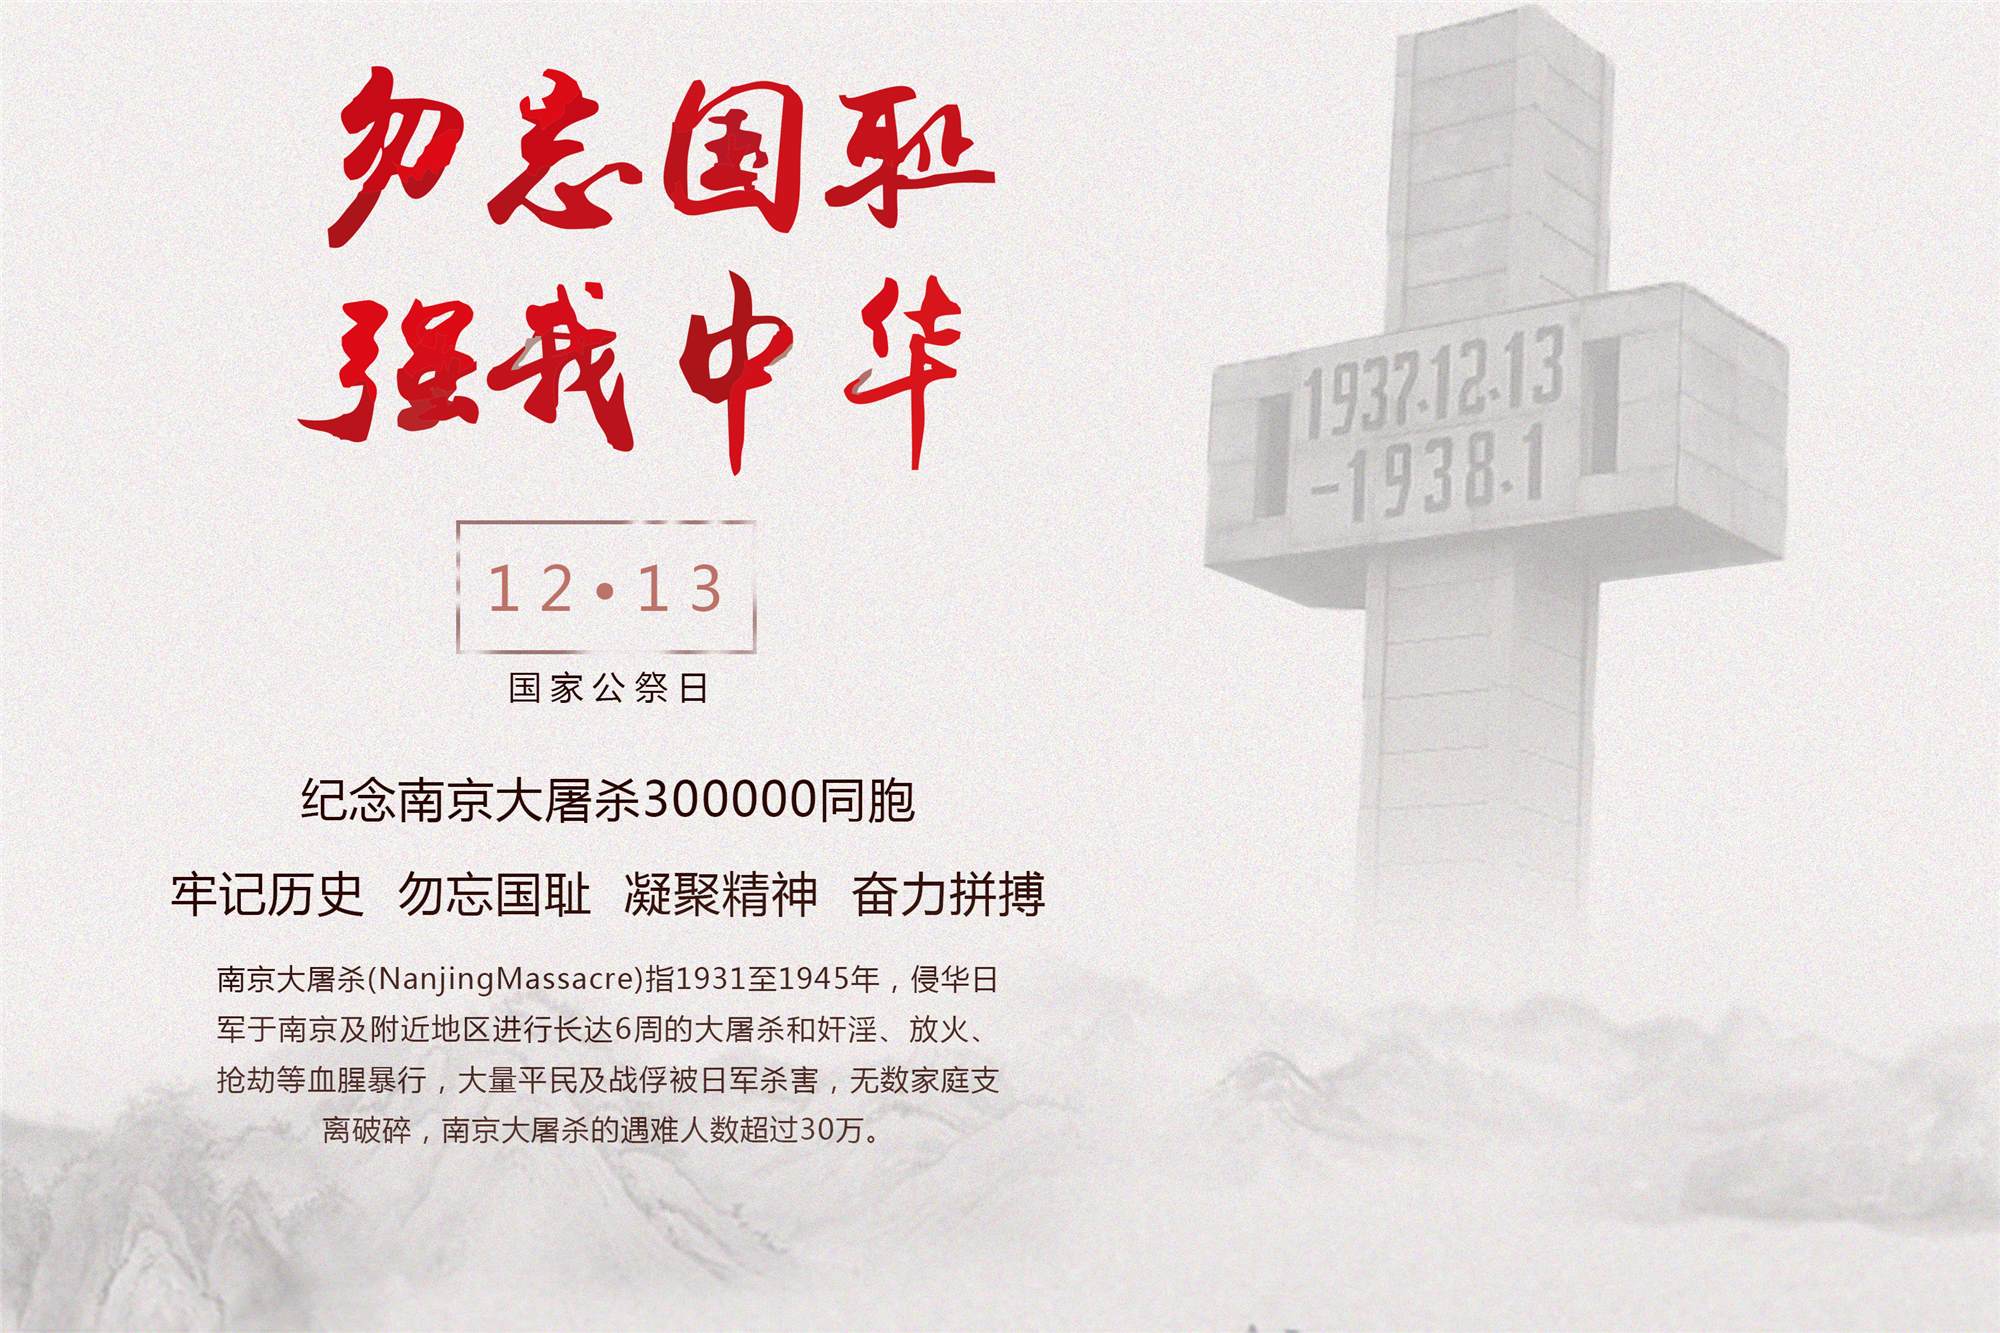 勿忘国耻
强我中华
12•13
国家公祭日
纪念南京大屠杀300000同胞
牢记历史 勿忘国耻 凝聚精神 奋力拼搏
南京大屠杀(NanjingMassacre)指1931至1945年，侵华日
军于南京及附近地区进行长达6周的大屠杀和奸淫、放火、
抢劫等血腥暴行，大量平民及战俘被日军杀害，无数家庭支
离破碎，南京大屠杀的遇难人数超过30万。
1937.12.13
-1938.1